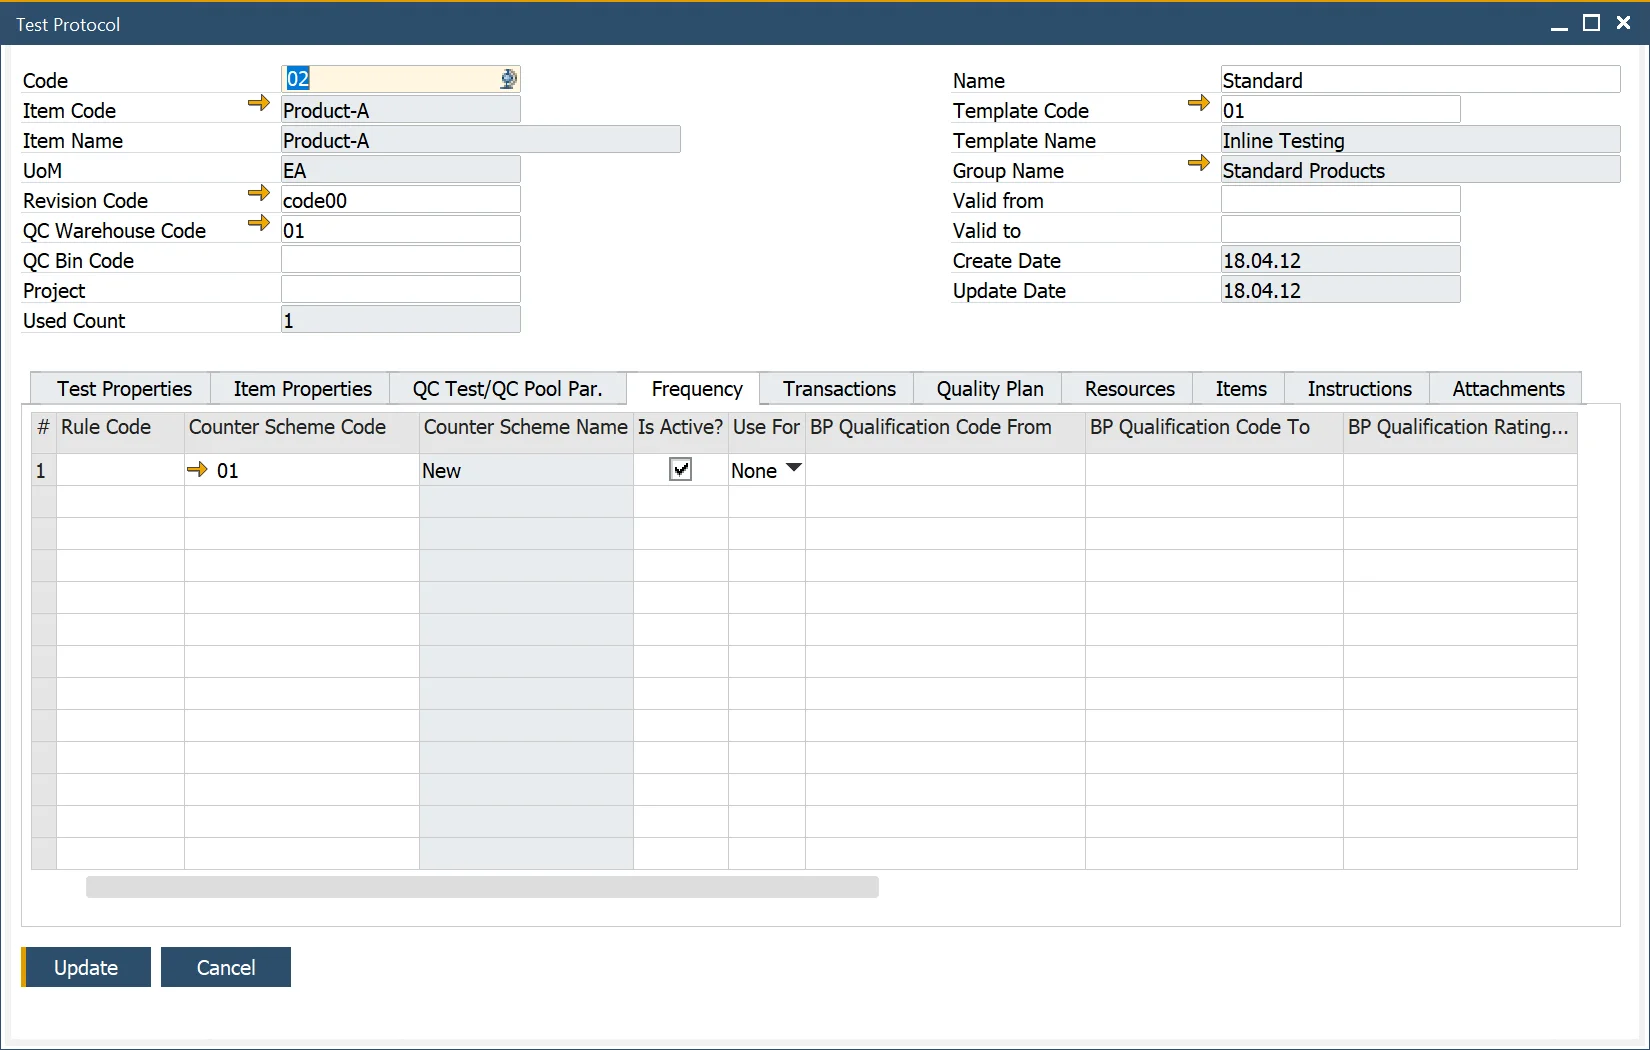 Test Protocol
Code 02
Item Code Product-A
Item Name Product-A
UoM EA
Revision Code code00
QC Warehouse Code 01
QC Bin Code
Project
Used Count 1
Name Standard
Template Code 01
Template Name Inline Testing
Group Name Standard Products
Valid from
Valid to
Create Date 18.04.12
Update Date 18.04.12
Test Properties Item Properties QC Test/QC Pool Par. Frequency Transactions Quality Plan Resources Items Instructions Attachments
# Rule Code Counter Scheme Code Counter Scheme Name Is Active? Use For BP Qualification Code From BP Qualification Code To BP Qualification Rating...
1 01 New None
Update Cancel